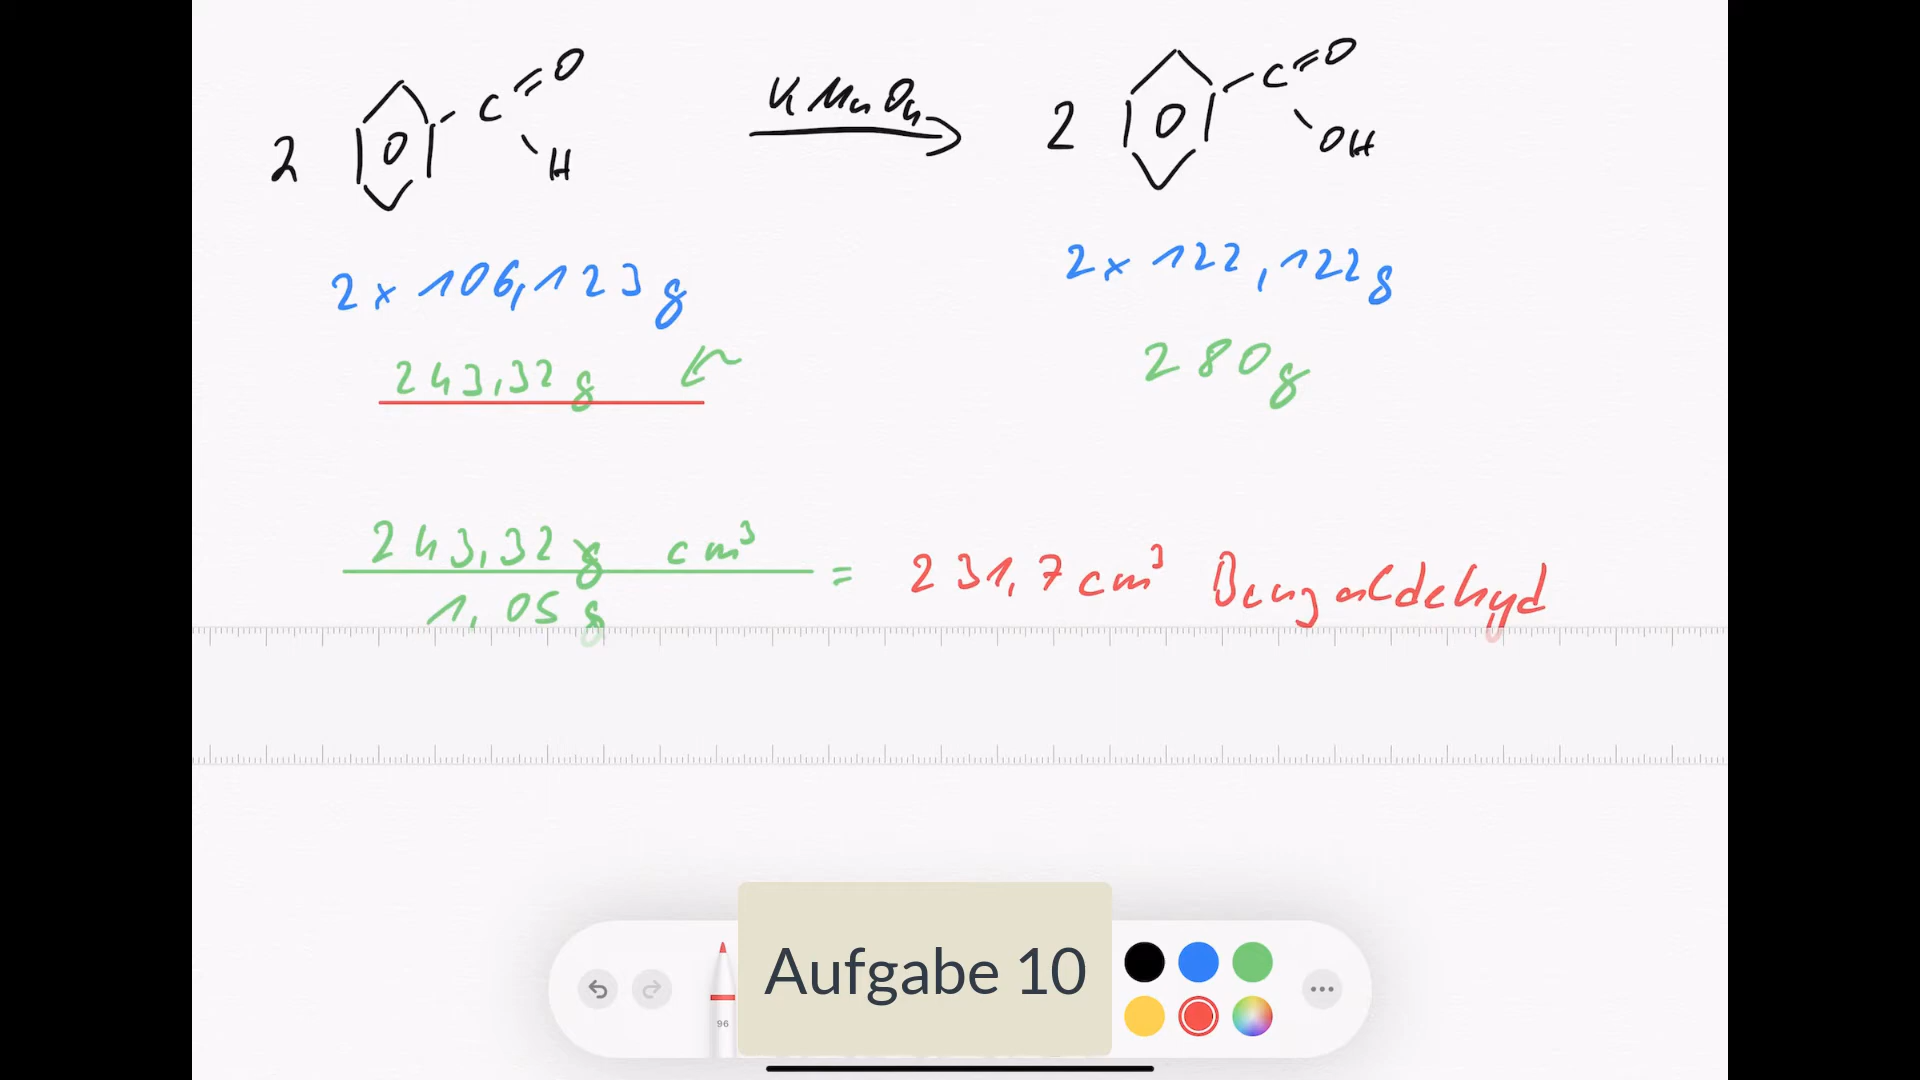 2 C=O H KMnO4 2 C=O OH
2 × 106,123 g 2 × 122,122 g
243,32 g 280 g
243,32 g cm³
1,05 g
= 231,7 cm³ Benzaldehyd
96
Aufgabe 10